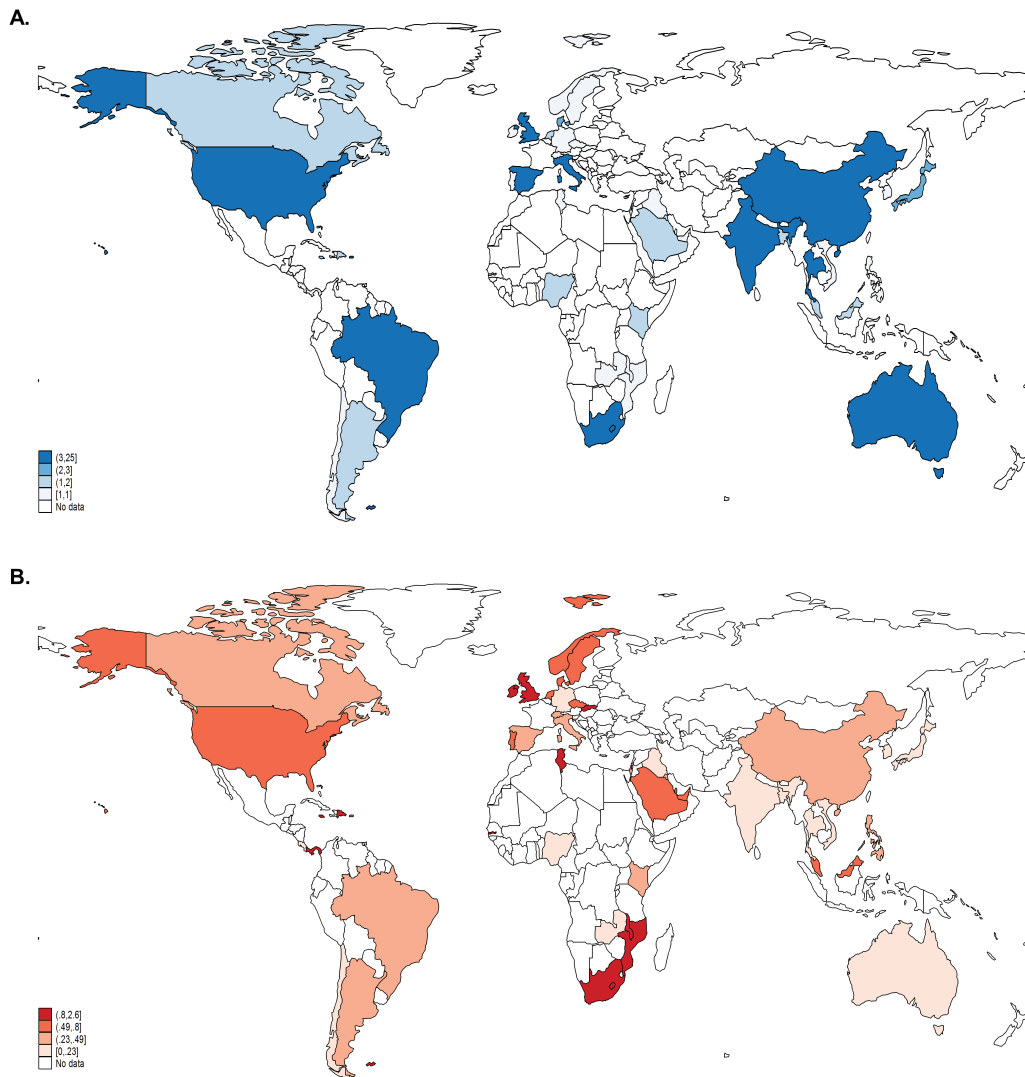 A.
(3,25]
(2,3]
(1,2]
[1,1]
No data
B.
(.8,2.6]
(.49,.8]
(.23,.49]
[0,.23]
No data